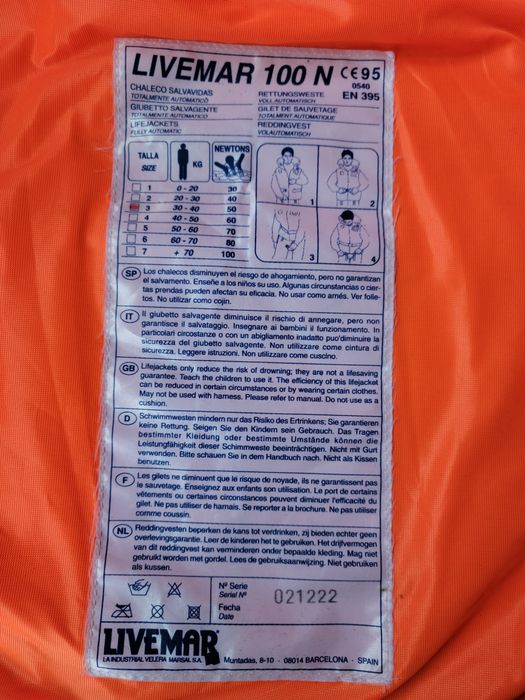 LIVEMAR 100 N CE95
0540
EN 395
CHALECO SALVAVIDAS
TOTALMENTE AUTOMATICO
GIUBETTO SALVAGENTE
TOTALMENTE AUTOMATICO
LIFEJACKETS
FULLY AUTOMATIC
RETTUNGSWESTE
VOLLAUTOMATISCH
GILET DE SAUVETAGE
TOTALMENT AUTOMATIQUE
REDDINGVEST
VOLAUTOMATISCH
TALLA KG NEWTONS
SIZE
1 0-20 30
2 20-30 40
3 30-40 50
4 40-50 60
5 50-60 70
6 60-70 80
7 + 70 100
1 2
3 4
SP Los chalecos disminuyen el riesgo de ahogamiento, pero no garantizan
el salvamento. Enseñe a los niños su uso. Algunas circunstancias o cier-
tas prendas pueden afectar su eficacia. No usar como arnés. Ver folle-
tos. No utilizar como cojin.
IT Il giubetto salvagente diminuisce il rischio di annegare, pero non
garantisce il salvataggio. Insegnare ai bambini il funzionamento. In
particolari circostanze o con un abigliamento inadatto puo'diminuire la
sicurezza del giubetto salvagente. Non utilizzare come cintura di
sicurezza. Leggere istruzioni. Non utilizzare come cuscino.
GB Lifejackets only reduce the risk of drowning; they are not a lifesaving
guarantee. Teach the children to use it. The efficiency of this lifejacket
can be reduced in certain circumstances or by wearing certain clothes.
May not be used with harness. Please refer to manual. Do not use as a
cushion.
D Schwimmwesten mindern nur das Risiko des Ertrinkens; Sie garantieren
keine Rettung. Seigen Sie den Kindern sein Gebrauch. Das Tragen
bestimmter Kleidung oder bestimmte Umstände können die
Leistungfähigkeit dieser Schimmweste beeinträchtigen. Nicht mit Gurt
verwenden. Bitte schauen Sie in dem Handbuch nach. Nicht als Kissen
benutzen.
F Les gilets ne diminuent que le risque de noyade, ils ne garantissent pas
le sauvetage. Enseignez aux enfants son utilisation. Le port de certains
vêtements ou certaines circonstances peuvent diminuer l'efficacité du
gilet. Ne pas utiliser de harnais. Se reporter a la brochure. Ne pas utiliser
comme coussin.
NL Reddingvesten beperken de kans tot verdrinken, zij bieden echter geen
overlevingsgarantie. Leer de kinderen het te gebruiken. Het drijfvermogen
van dit reddingvest kan verminderen onder bepaalde kleding. Mag niet
gebruikt worden met gordel. Lees de gebruiksaanwijzing. Niet gebruiken
als kussen.
Nº Serie
Serial Nº 021222
Fecha
Date
LIVEMAR
LA INDUSTRIAL VELERA MARSAL S.A. Muntadas, 8-10 - 08014 BARCELONA - SPAIN